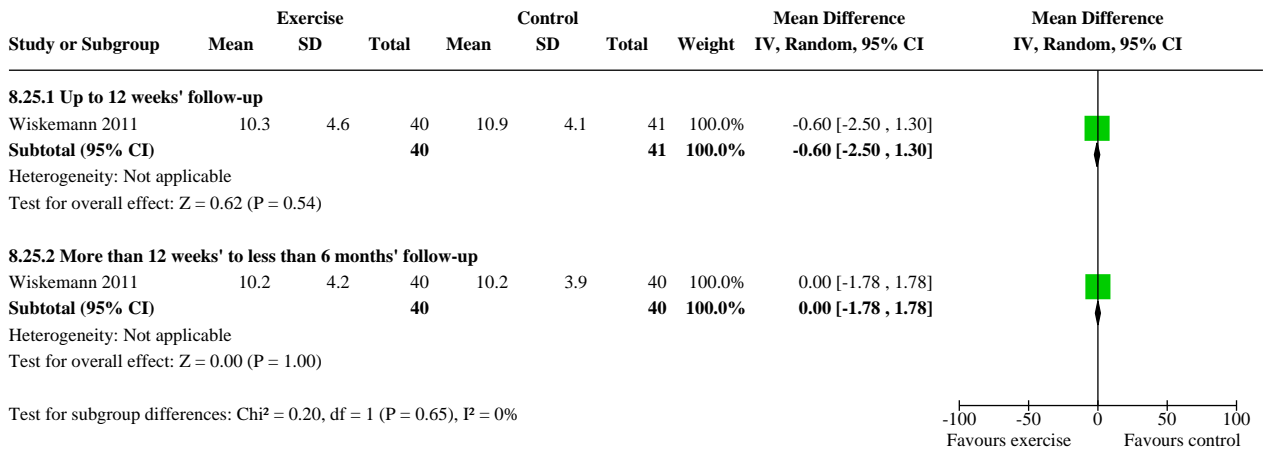 Exercise Control Mean Difference Mean Difference
Study or Subgroup Mean SD Total Mean SD Total Weight IV, Random, 95% CI IV, Random, 95% CI
8.25.1 Up to 12 weeks' follow-up
Wiskemann 2011 10.3 4.6 40 10.9 4.1 41 100.0% -0.60 [-2.50 , 1.30]
Subtotal (95% CI) 40 41 100.0% -0.60 [-2.50 , 1.30]
Heterogeneity: Not applicable
Test for overall effect: Z = 0.62 (P = 0.54)
8.25.2 More than 12 weeks' to less than 6 months' follow-up
Wiskemann 2011 10.2 4.2 40 10.2 3.9 40 100.0% 0.00 [-1.78 , 1.78]
Subtotal (95% CI) 40 40 100.0% 0.00 [-1.78 , 1.78]
Heterogeneity: Not applicable
Test for overall effect: Z = 0.00 (P = 1.00)
Test for subgroup differences: Chi² = 0.20, df = 1 (P = 0.65), I² = 0%
-100 -50 0 50 100
Favours exercise Favours control